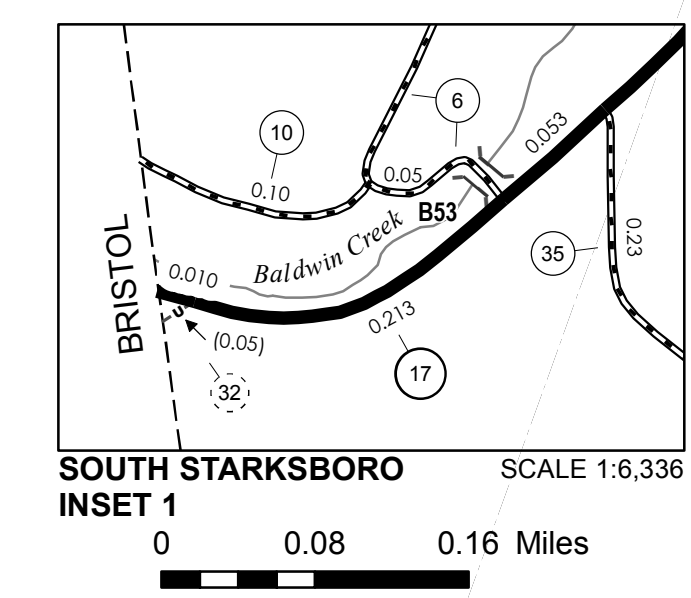 6
10
0.053
0.05
0.10
B53
Baldwin Creek
35
0.23
BRISTOL
0.010
0.213
(0.05)
17
32
SOUTH STARKSBORO
SCALE 1:6,336
INSET 1
0 0.08 0.16 Miles